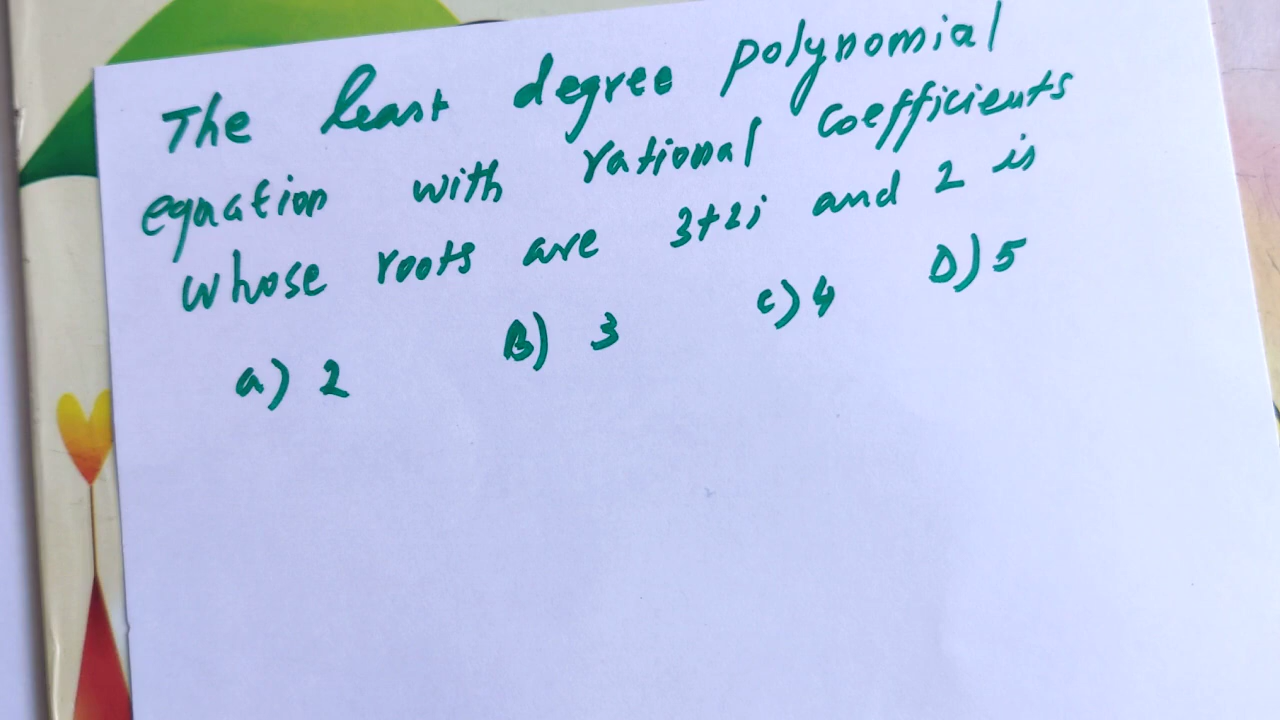 The least degree polynomial
equation with rational coefficients
whose roots are 3+2i and 2 is
a) 2 B) 3 c) 4 D) 5